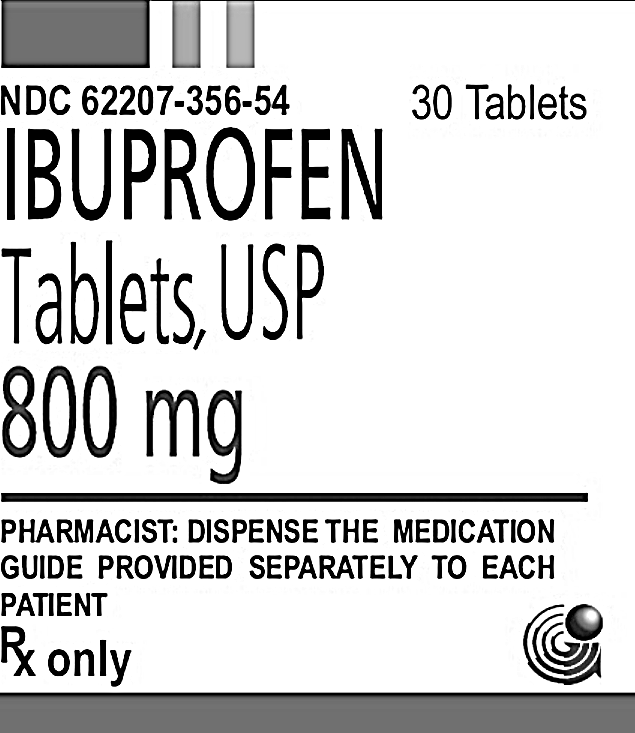 NDC 62207-356-54 30 Tablets
IBUPROFEN
Tablets, USP
800 mg
PHARMACIST: DISPENSE THE MEDICATION
GUIDE PROVIDED SEPARATELY TO EACH
PATIENT
Rx only
G